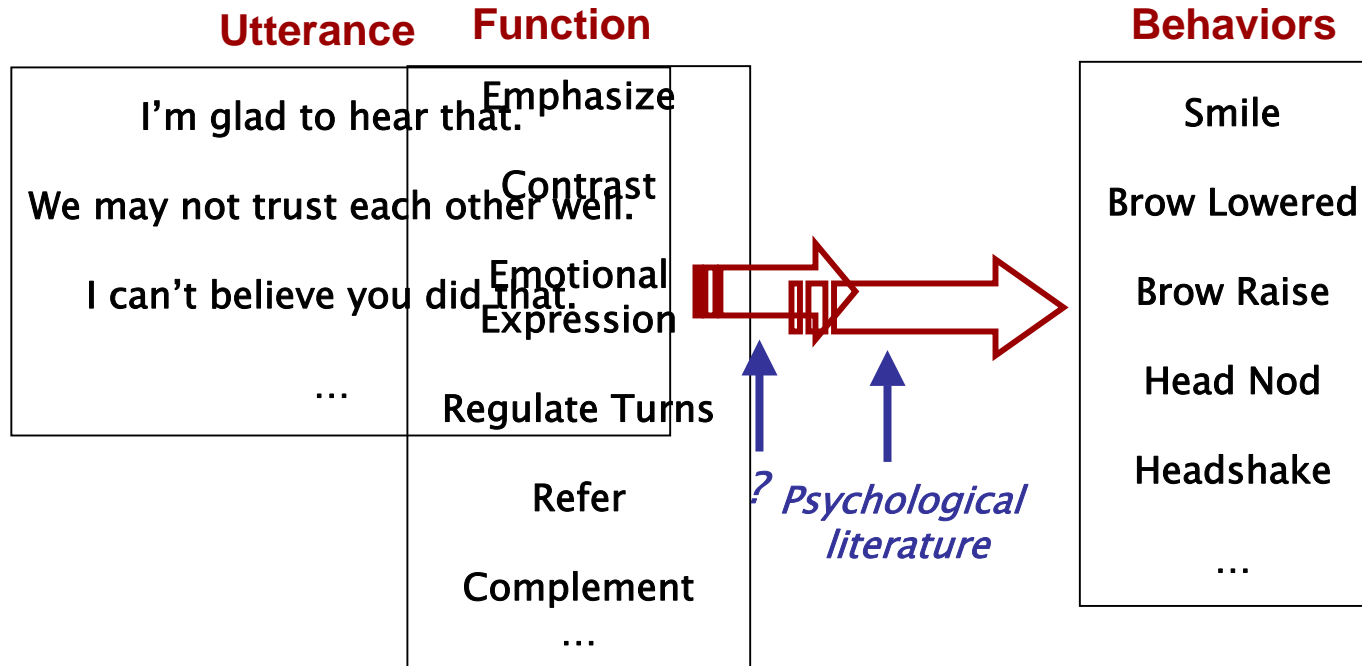 Utterance
I'm glad to hear that.
We may not trust each other well.
I can't believe you did that.
...
Function
Emphasize
Contrast
Emotional
Expression
Regulate Turns
Refer
Complement
...
?
Psychological
literature
Behaviors
Smile
Brow Lowered
Brow Raise
Head Nod
Headshake
...